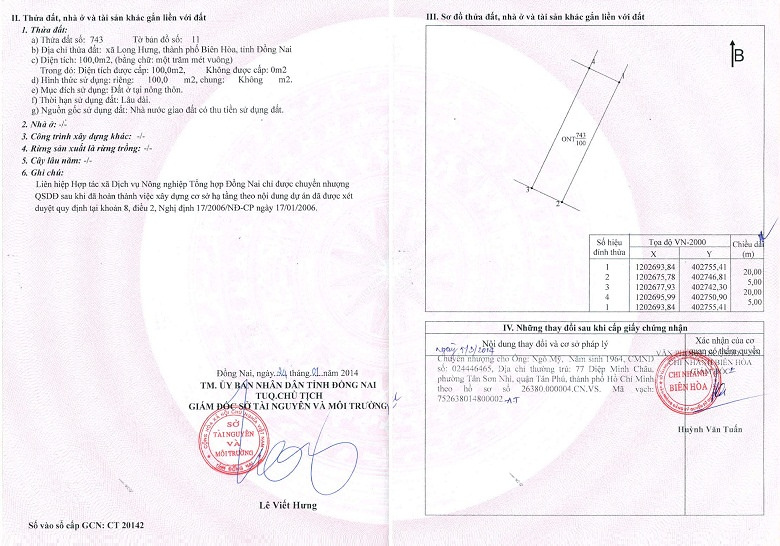 II. Thửa đất, nhà ở và tài sản khác gắn liền với đất
1. Thửa đất:
a) Thửa đất số: 743 Tờ bản đồ số: 11
b) Địa chỉ thửa đất: xã Long Hưng, thành phố Biên Hòa, tỉnh Đồng Nai
c) Diện tích: 100,0m2, (bằng chữ: một trăm mét vuông)
Trong đó: Diện tích được cấp: 100,0m2, Không được cấp: 0m2
d) Hình thức sử dụng: riêng: 100,0 m2, chung: Không m2.
e) Mục đích sử dụng: Đất ở tại nông thôn.
f) Thời hạn sử dụng đất: Lâu dài.
g) Nguồn gốc sử dụng đất: Nhà nước giao đất có thu tiền sử dụng đất.
2. Nhà ở: -/-
3. Công trình xây dựng khác: -/-
4. Rừng sản xuất là rừng trồng: -/-
5. Cây lâu năm: -/-
6. Ghi chú:
Liên hiệp Hợp tác xã Dịch vụ Nông nghiệp Tổng hợp Đồng Nai chỉ được chuyển nhượng
QSDĐ sau khi đã hoàn thành việc xây dựng cơ sở hạ tầng theo nội dung dự án đã được xét
duyệt quy định tại khoản 8, điều 2, Nghị định 17/2006/NĐ-CP ngày 17/01/2006.
Đồng Nai, ngày 24 tháng 01 năm 2014
TM. ỦY BAN NHÂN DÂN TỈNH ĐỒNG NAI
TUQ.CHỦ TỊCH
GIÁM ĐỐC SỞ TÀI NGUYÊN VÀ MÔI TRƯỜNG
SỞ
TÀI NGUYÊN
VÀ
MÔI TRƯỜNG
Lê Viết Hưng
Số vào sổ cấp GCN: CT 20142
III. Sơ đồ thửa đất, nhà ở và tài sản khác gắn liền với đất
B
4
1
ONT 743
100
3
2
Số hiệu đỉnh thửa Tọa độ VN-2000 Chiều dài (m)
X Y
1 1202693,84 402755,41
20,00
2 1202675,78 402746,81
5,00
3 1202677,93 402742,30
20,00
4 1202695,99 402750,90
5,00
1 1202693,84 402755,41
IV. Những thay đổi sau khi cấp giấy chứng nhận
Nội dung thay đổi và cơ sở pháp lý
Xác nhận của cơ
quan có thẩm quyền
Chuyển nhượng cho Ông: Ngô Mỹ, Năm sinh 1964, CMND
số: 024446465, Địa chỉ thường trú: 77 Diệp Minh Châu,
phường Tân Sơn Nhì, quận Tân Phú, thành phố Hồ Chí Minh
theo hồ sơ số 26380.000004.CN.VS. Mã vạch:
752638014800002
CHI NHÁNH BIÊN HÒA
CHI NHÁNH
BIÊN HÒA
Huỳnh Văn Tuấn